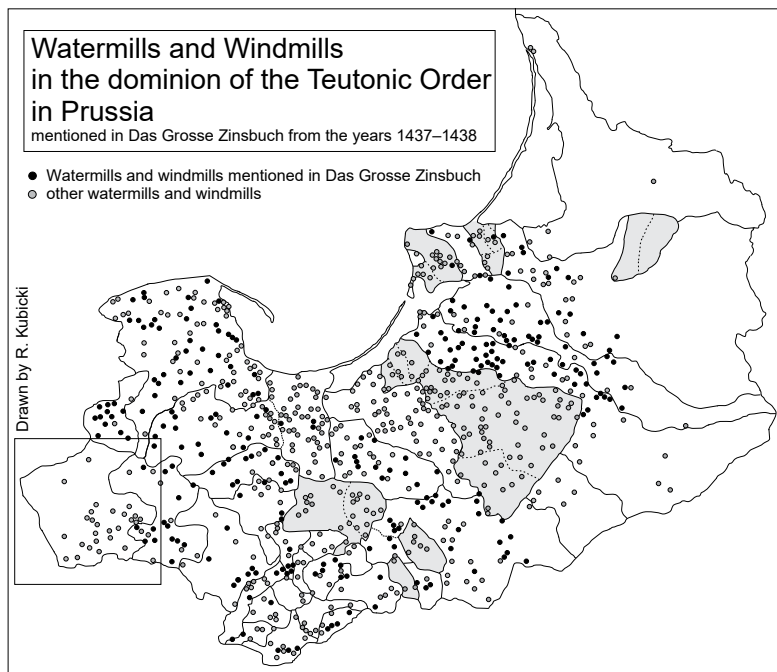 Watermills and Windmills
in the dominion of the Teutonic Order
in Prussia
mentioned in Das Grosse Zinsbuch from the years 1437–1438
Watermills and windmills mentioned in Das Grosse Zinsbuch
other watermills and windmills
Drawn by R. Kubicki